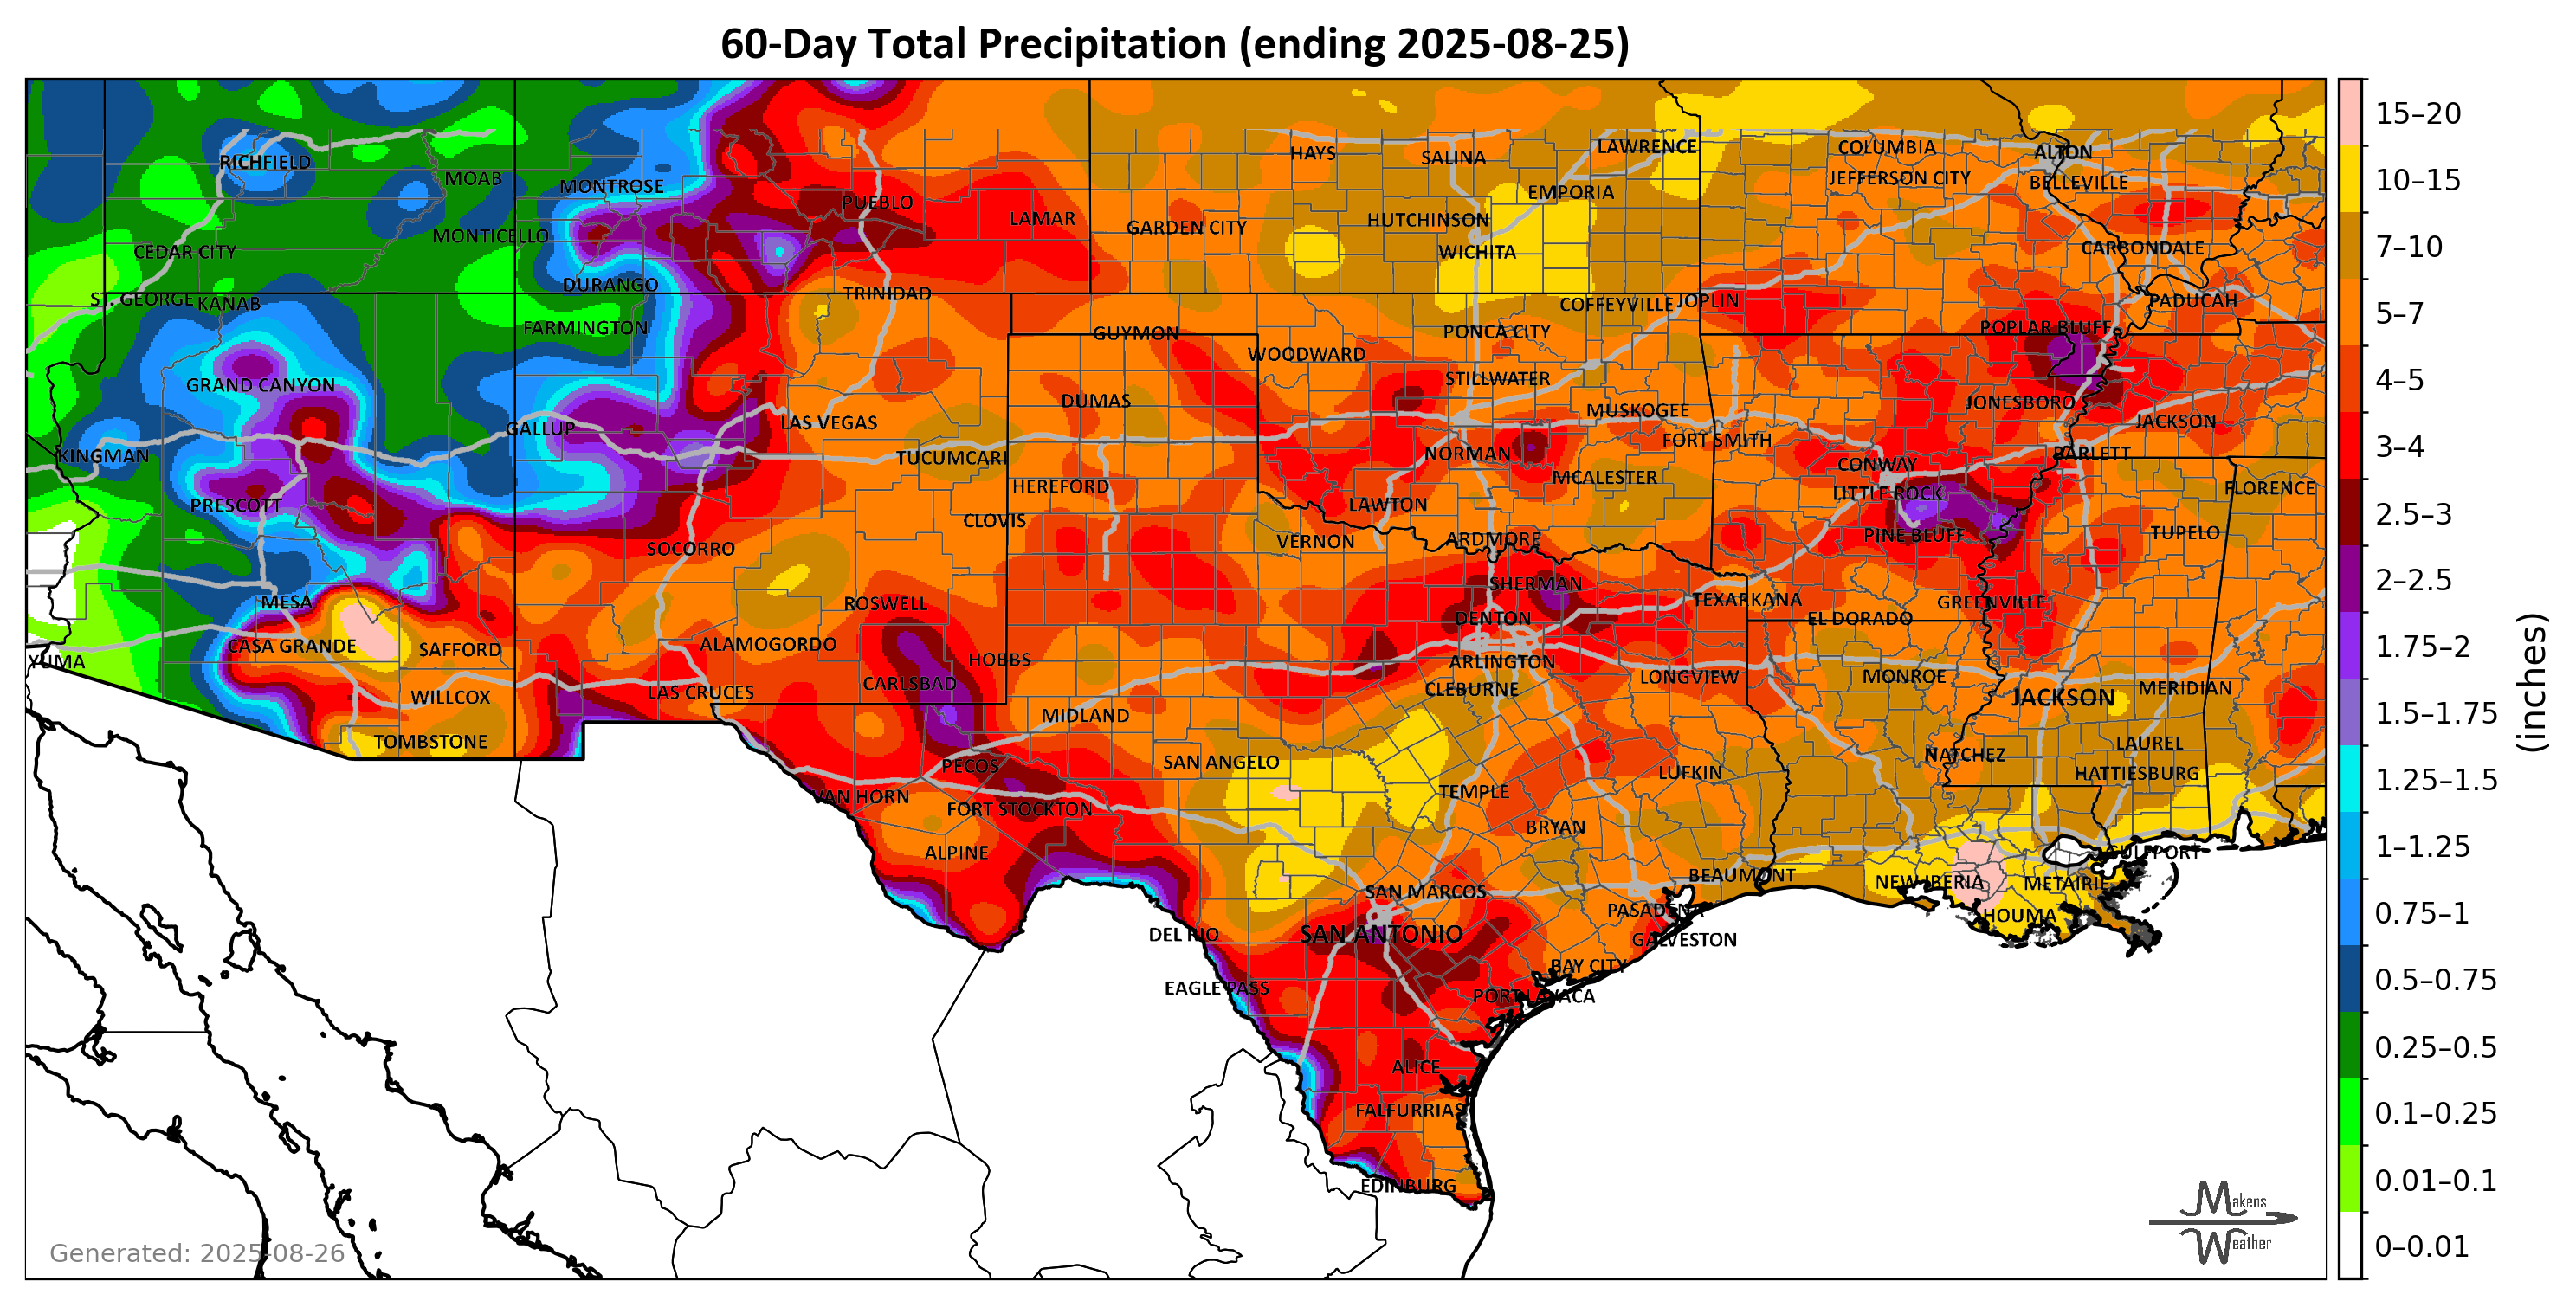 60-Day Total Precipitation (ending 2025-08-25)
RICHFIELD
MOAB
MONTROSE
PUEBLO
LAMAR
HAYS
SALINA
LAWRENCE
COLUMBIA
ALTON
JEFFERSON CITY
BELLEVILLE
EMPORIA
GARDEN CITY
HUTCHINSON
WICHITA
CEDAR CITY
MONTICELLO
CARBONDALE
DURANGO
ST. GEORGE
KANAB
TRINIDAD
COFFEYVILLE
JOPLIN
PADUCAH
FARMINGTON
GUYMON
PONCA CITY
POPLAR BLUFF
WOODWARD
STILLWATER
GRAND CANYON
DUMAS
MUSKOGEE
JONESBORO
JACKSON
GALLUP
LAS VEGAS
FORT SMITH
KINGMAN
TUCUMCARI
NORMAN
BARLETT
CONWAY
MCALESTER
HEREFORD
LITTLE ROCK
FLORENCE
PRESCOTT
CLOVIS
LAWTON
PINE BLUFF
TUPELO
SOCORRO
VERNON
ARDMORE
SHERMAN
MESA
ROSWELL
TEXARKANA
GREENVILLE
DENTON
EL DORADO
CASA GRANDE
SAFFORD
ALAMOGORDO
YUMA
HOBBS
ARLINGTON
CARLSBAD
LONGVIEW
MONROE
WILLCOX
LAS CRUCES
CLEBURNE
JACKSON
MERIDIAN
MIDLAND
TOMBSTONE
LAUREL
PECOS
SAN ANGELO
NATCHEZ
LUFKIN
HATTIESBURG
VAN HORN
FORT STOCKTON
TEMPLE
BRYAN
ALPINE
GULFPORT
SAN MARCOS
BEAUMONT
NEW IBERIA
METAIRIE
PASADENA
HOUMA
DEL RIO
SAN ANTONIO
GALVESTON
BAY CITY
EAGLE PASS
PORT LAVACA
ALICE
FALFURRIAS
EDINBURG
Generated: 2025-08-26
Makens
Weather
15–20
10–15
7–10
5–7
4–5
3–4
2.5–3
2–2.5
1.75–2
1.5–1.75
1.25–1.5
1–1.25
0.75–1
0.5–0.75
0.25–0.5
0.1–0.25
0.01–0.1
0–0.01
(inches)